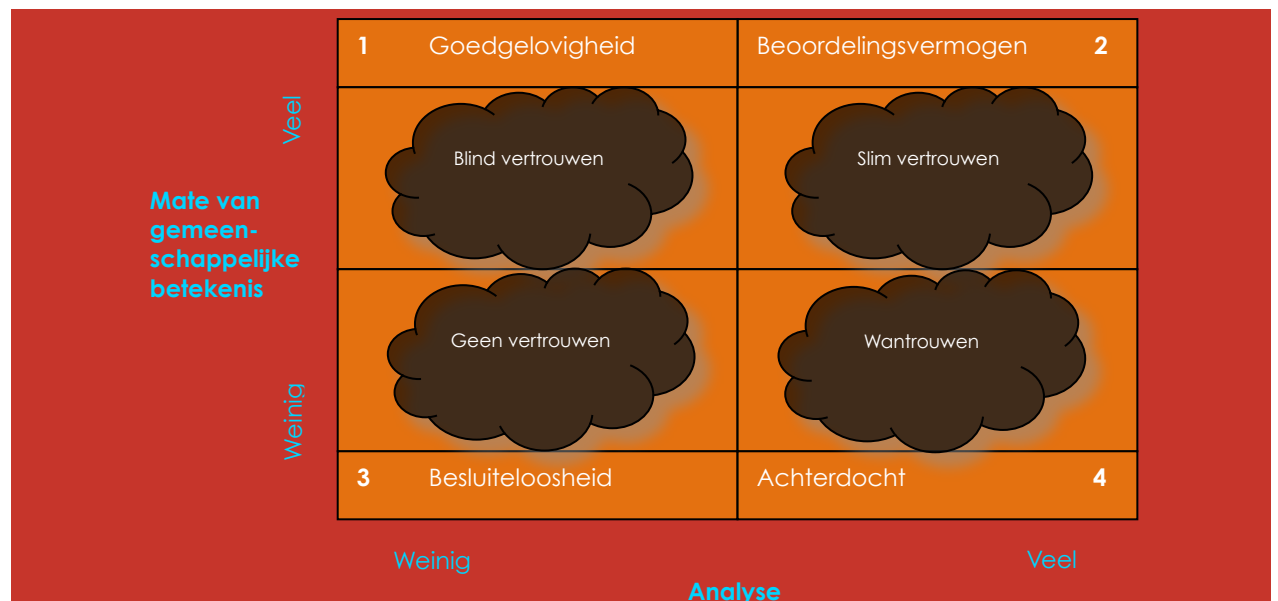 1 Goedgelovigheid
Beoordelingsvermogen 2
Veel
Blind vertrouwen
Slim vertrouwen
Mate van
gemeen-
schappelijke
betekenis
Geen vertrouwen
Wantrouwen
Weinig
3 Besluiteloosheid
Achterdocht 4
Weinig
Veel
Analyse